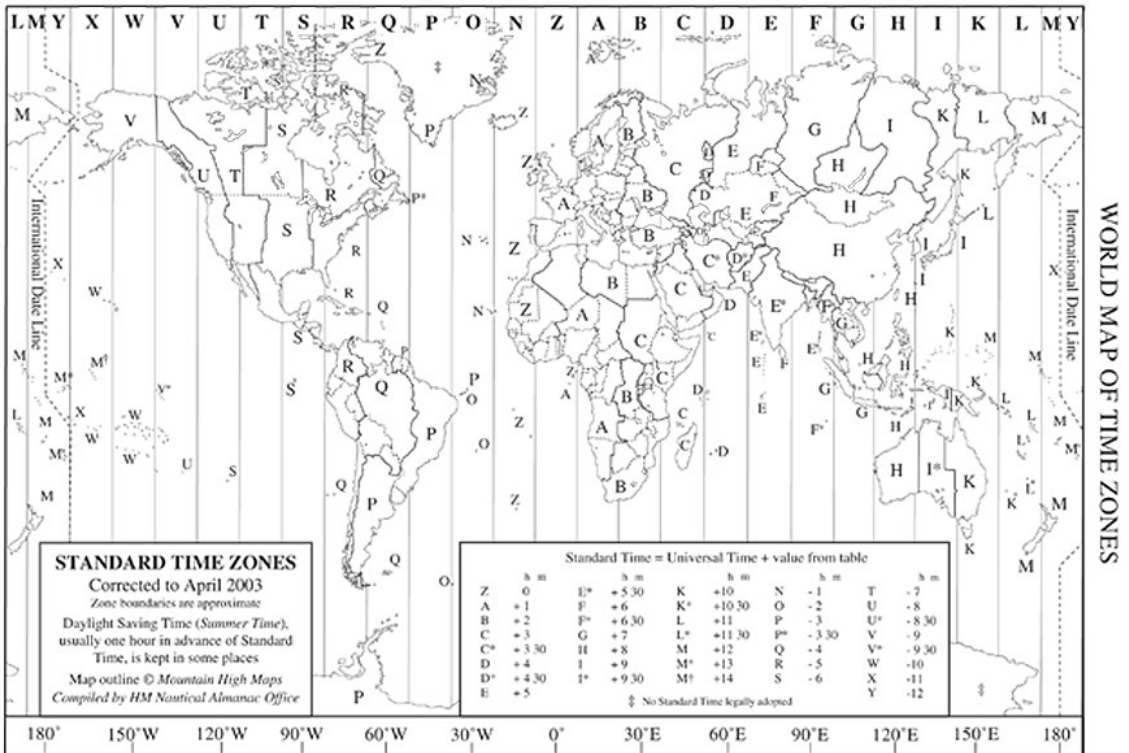 L M Y X W V U T S R Q P O N Z A B C D E F G H I K L M Y
WORLD MAP OF TIME ZONES
International Date Line
International Date Line
STANDARD TIME ZONES
Corrected to April 2003
Zone boundaries are approximate
Daylight Saving Time (Summer Time),
usually one hour in advance of Standard
Time, is kept in some places
Map outline © Mountain High Maps
Compiled by HM Nautical Almanac Office
Standard Time = Universal Time + value from table
h m h m h m h m h m
Z 0 E* + 5 30 K +10 N - 1 T - 7
A + 1 F + 6 K* +10 30 O - 2 U - 8
B + 2 F* + 6 30 L +11 P - 3 U* - 8 30
C + 3 G + 7 L* +11 30 P* - 3 30 V - 9
C* + 3 30 H + 8 M +12 Q - 4 V* - 9 30
D + 4 I + 9 M* +13 R - 5 W -10
D* + 4 30 I* + 9 30 M† +14 S - 6 X -11
E + 5 Y -12
‡ No Standard Time legally adopted
180° 150°W 120°W 90°W 60°W 30°W 0° 30°E 60°E 90°E 120°E 150°E 180°